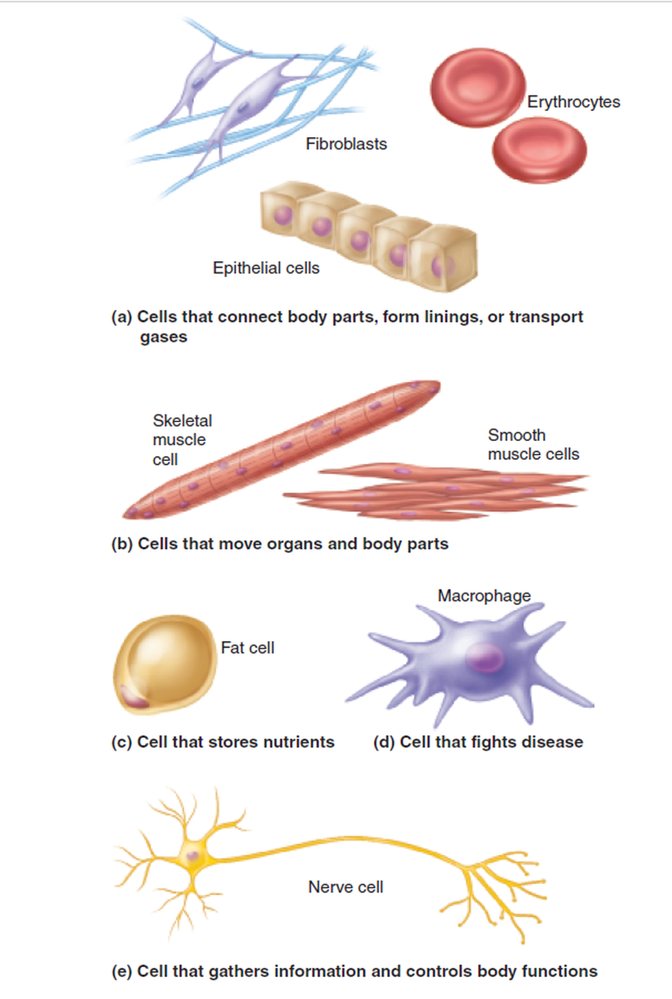 Erythrocytes
Fibroblasts
Epithelial cells
(a) Cells that connect body parts, form linings, or transport
gases
Skeletal
muscle
cell
Smooth
muscle cells
(b) Cells that move organs and body parts
Macrophage
Fat cell
(c) Cell that stores nutrients
(d) Cell that fights disease
Nerve cell
(e) Cell that gathers information and controls body functions